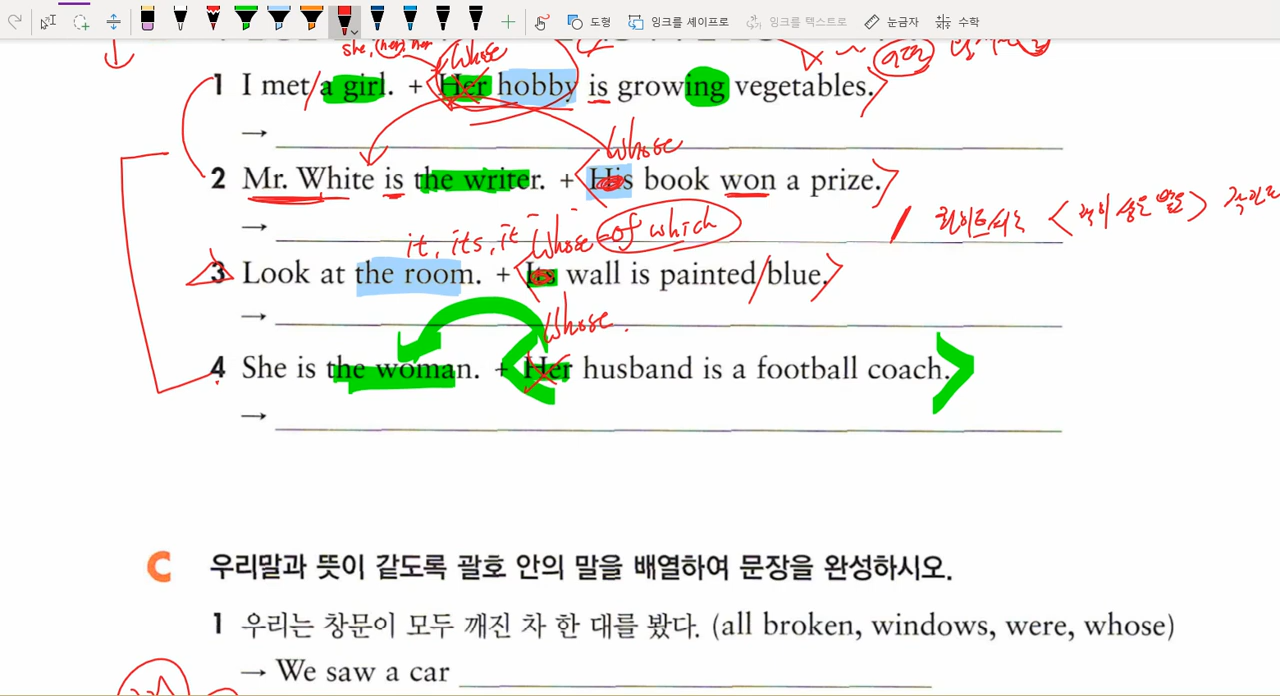 도형 잉크를 셰이프로 잉크를 텍스트로 눈금자 수학
she, (her), her
whose
1 I met a girl. + Her hobby is growing vegetables.
→
whose
2 Mr. White is the writer. + His book won a prize.
→
it, its, it whose = of which
3 Look at the room. + Its wall is painted blue.
→
whose.
4 She is the woman. + Her husband is a football coach.
→
C 우리말과 뜻이 같도록 괄호 안의 말을 배열하여 문장을 완성하시오.
1 우리는 창문이 모두 깨진 차 한 대를 봤다. (all broken, windows, were, whose)
→ We saw a car